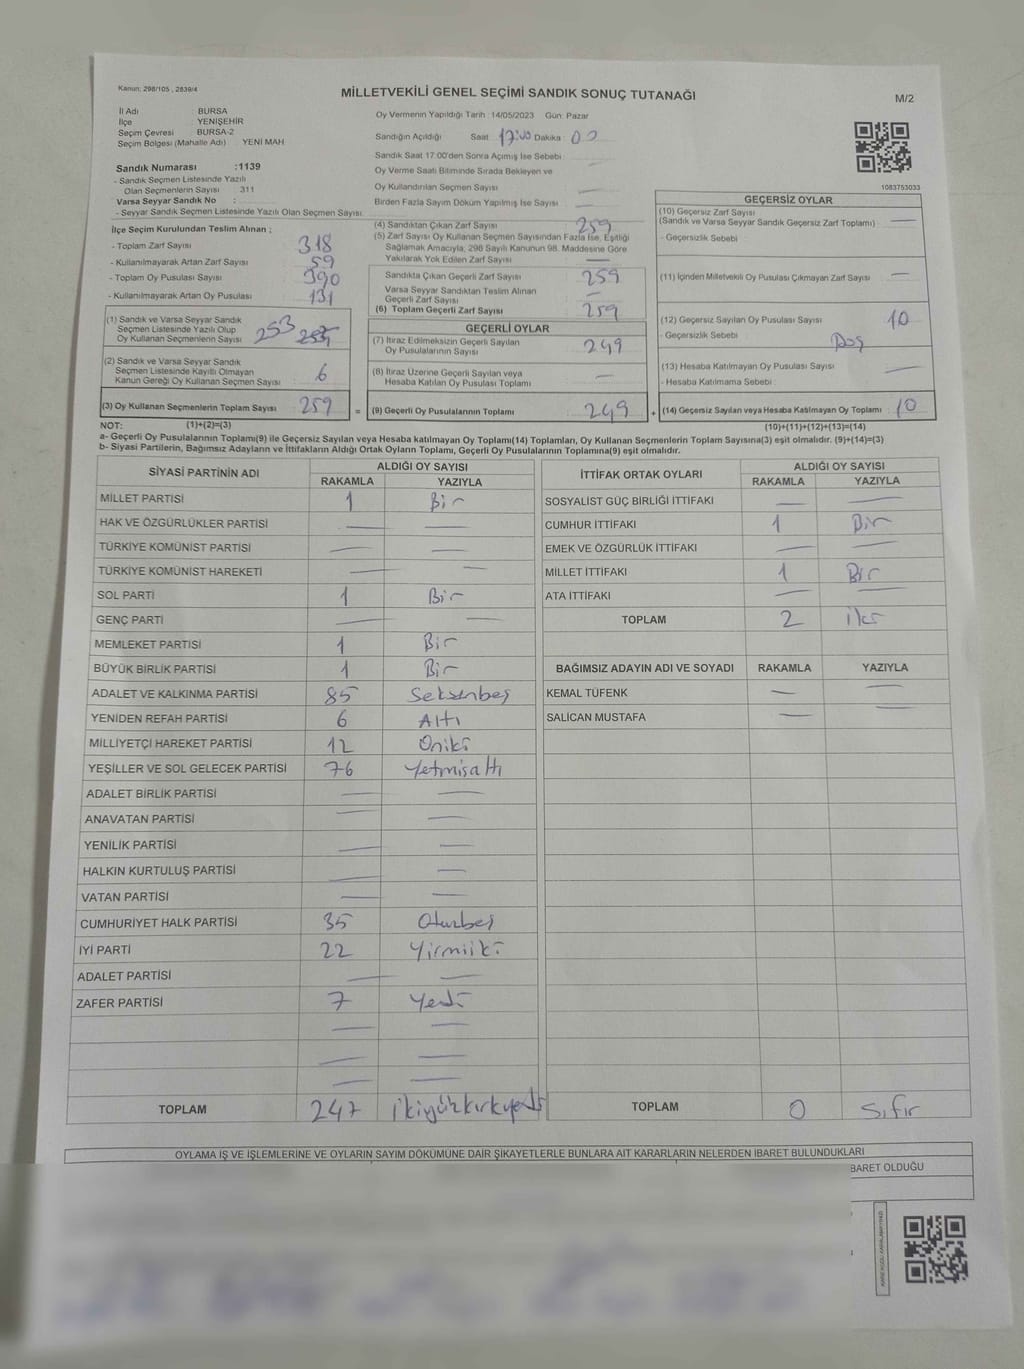 Kanun: 298/105 , 2839/4
MİLLETVEKİLİ GENEL SEÇİMİ SANDIK SONUÇ TUTANAĞI
M/2
İl Adı : BURSA
İlçe : YENİŞEHİR
Seçim Çevresi : BURSA-2
Seçim Bölgesi (Mahalle Adı) YENİ MAH
Sandık Numarası :1139
- Sandık Seçmen Listesinde Yazılı
Olan Seçmenlerin Sayısı 311
Varsa Seyyar Sandık No :
- Seyyar Sandık Seçmen Listesinde Yazılı Olan Seçmen Sayısı
İlçe Seçim Kurulundan Teslim Alınan ;
- Toplam Zarf Sayısı 318
- Kullanılmayarak Artan Zarf Sayısı 59
- Toplam Oy Pusulası Sayısı 390
- Kullanılmayarak Artan Oy Pusulası 131
(1) Sandık ve Varsa Seyyar Sandık
Seçmen Listesinde Yazılı Olup
Oy Kullanan Seçmenlerin Sayısı 253
(2) Sandık ve Varsa Seyyar Sandık
Seçmen Listesinde Kayıtlı Olmayan
Kanun Gereği Oy Kullanan Seçmen Sayısı 6
(3) Oy Kullanan Seçmenlerin Toplam Sayısı 259
Oy Vermenin Yapıldığı Tarih : 14/05/2023 Gün: Pazar
Sandığın Açıldığı Saat 17:00 Dakika : 00
Sandık Saat 17.00'den Sonra Açımış İse Sebebi :
Oy Verme Saati Bitiminde Sırada Bekleyen ve
Oy Kullandırılan Seçmen Sayısı —
Birden Fazla Sayım Döküm Yapılmış İse Sayısı —
(4) Sandıktan Çıkan Zarf Sayısı 259
(5) Zarf Sayısı Oy Kullanan Seçmen Sayısından Fazla İse, Eşitliği
Sağlamak Amacıyla, 298 Sayılı Kanunun 98. Maddesine Göre
Yakılarak Yok Edilen Zarf Sayısı —
Sandıkta Çıkan Geçerli Zarf Sayısı 259
Varsa Seyyar Sandıktan Teslim Alınan
Geçerli Zarf Sayısı —
(6) Toplam Geçerli Zarf Sayısı 259
GEÇERLİ OYLAR
(7) İtiraz Edilmeksizin Geçerli Sayılan
Oy Pusulalarının Sayısı 249
(8) İtiraz Üzerine Geçerli Sayılan veya
Hesaba Katılan Oy Pusulası Toplamı —
= (9) Geçerli Oy Pusulalarının Toplamı 249
1083753033
GEÇERSİZ OYLAR
(10) Geçersiz Zarf Sayısı
(Sandık ve Varsa Seyyar Sandık Geçersiz Zarf Toplamı) —
- Geçersizlik Sebebi :
(11) İçinden Milletvekili Oy Pusulası Çıkmayan Zarf Sayısı —
(12) Geçersiz Sayılan Oy Pusulası Sayısı 10
- Geçersizlik Sebebi :
(13) Hesaba Katılmayan Oy Pusulası Sayısı —
- Hesaba Katılmama Sebebi :
+ (14) Geçersiz Sayılan veya Hesaba Katılmayan Oy Toplamı 10
NOT: (1)+(2)=(3) (10)+(11)+(12)+(13)=(14)
a- Geçerli Oy Pusulalarının Toplamı(9) ile Geçersiz Sayılan veya Hesaba katılmayan Oy Toplamı(14) Toplamları, Oy Kullanan Seçmenlerin Toplam Sayısına(3) eşit olmalıdır. (9)+(14)=(3)
b- Siyasi Partilerin, Bağımsız Adayların ve İttifakların Aldığı Oyların Toplamı, Geçerli Oy Pusulalarının Toplamına(9) eşit olmalıdır.
SİYASİ PARTİNİN ADI ALDIĞI OY SAYISI
RAKAMLA YAZIYLA
MİLLET PARTİSİ 1 Bir
HAK VE ÖZGÜRLÜKLER PARTİSİ — —
TÜRKİYE KOMÜNİST PARTİSİ — —
TÜRKİYE KOMÜNİST HAREKETİ — —
SOL PARTİ 1 Bir
GENÇ PARTİ — —
MEMLEKET PARTİSİ 1 Bir
BÜYÜK BİRLİK PARTİSİ 1 Bir
ADALET VE KALKINMA PARTİSİ 85 Seksenbeş
YENİDEN REFAH PARTİSİ 6 Altı
MİLLİYETÇİ HAREKET PARTİSİ 12 Oniki
YEŞİLLER VE SOL GELECEK PARTİSİ 76 Yetmişaltı
ADALET BİRLİK PARTİSİ — —
ANAVATAN PARTİSİ — —
YENİLİK PARTİSİ — —
HALKIN KURTULUŞ PARTİSİ — —
VATAN PARTİSİ — —
CUMHURİYET HALK PARTİSİ 35 Otuzbeş
İYİ PARTİ 22 Yirmiiki
ADALET PARTİSİ — —
ZAFER PARTİSİ 7 Yedi
— —
— —
— —
TOPLAM 247 İkiyüzkırkyedi
İTTİFAK ORTAK OYLARI ALDIĞI OY SAYISI
RAKAMLA YAZIYLA
SOSYALİST GÜÇ BİRLİĞİ İTTİFAKI — —
CUMHUR İTTİFAKI 1 Bir
EMEK VE ÖZGÜRLÜK İTTİFAKI — —
MİLLET İTTİFAKI 1 Bir
ATA İTTİFAKI — —
TOPLAM 2 iki
BAĞIMSIZ ADAYIN ADI VE SOYADI RAKAMLA YAZIYLA
KEMAL TÜFENK — —
SALİCAN MUSTAFA — —
TOPLAM 0 Sıfır
OYLAMA İŞ VE İŞLEMLERİNE VE OYLARIN SAYIM DÖKÜMÜNE DAİR ŞİKAYETLERLE BUNLARA AİT KARARLARIN NELERDEN İBARET BULUNDUKLARI
BARET OLDUĞU